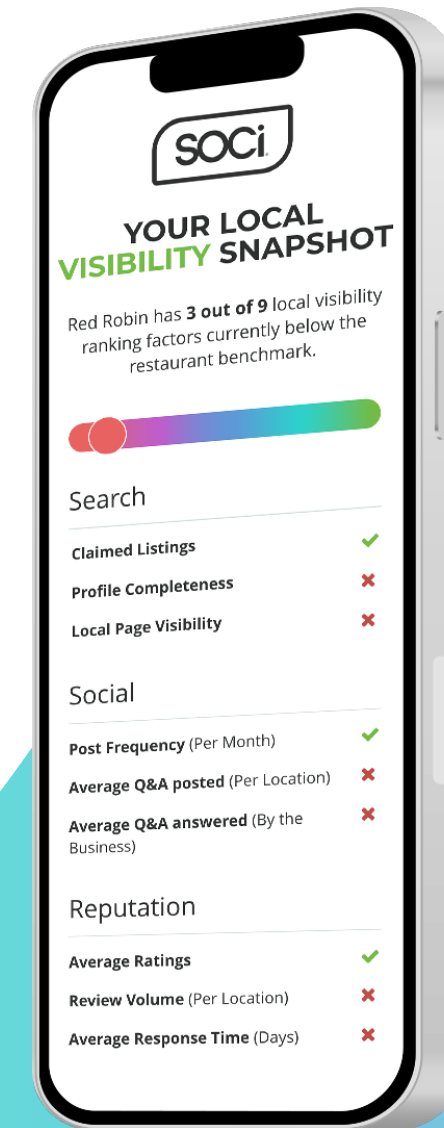 SOCi
YOUR LOCAL
VISIBILITY SNAPSHOT
Red Robin has 3 out of 9 local visibility
ranking factors currently below the
restaurant benchmark.
Search
Claimed Listings
Profile Completeness
Local Page Visibility
Social
Post Frequency (Per Month)
Average Q&A posted (Per Location)
Average Q&A answered (By the
Business)
Reputation
Average Ratings
Review Volume (Per Location)
Average Response Time (Days)